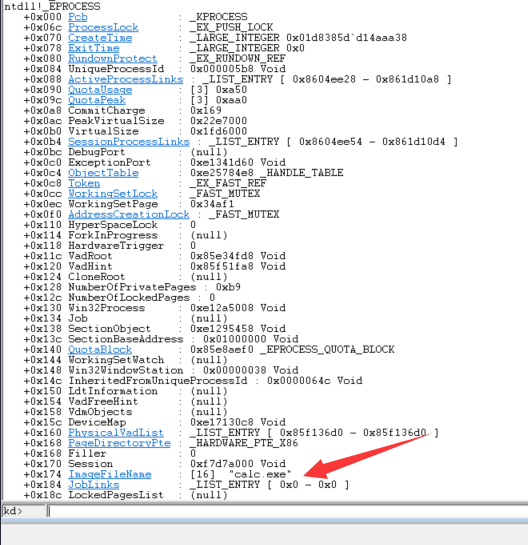 ntdll!_EPROCESS
+0x000 Pcb : _KPROCESS
+0x06c ProcessLock : _EX_PUSH_LOCK
+0x070 CreateTime : _LARGE_INTEGER 0x01d8385d`d14aaa38
+0x078 ExitTime : _LARGE_INTEGER 0x0
+0x080 RundownProtect : _EX_RUNDOWN_REF
+0x084 UniqueProcessId : 0x000005b8 Void
+0x088 ActiveProcessLinks : _LIST_ENTRY [ 0x8604ee28 - 0x861d10a8 ]
+0x090 QuotaUsage : [3] 0xa50
+0x09c QuotaPeak : [3] 0xaa0
+0x0a8 CommitCharge : 0x169
+0x0ac PeakVirtualSize : 0x22e7000
+0x0b0 VirtualSize : 0x1fd6000
+0x0b4 SessionProcessLinks : _LIST_ENTRY [ 0x8604ee54 - 0x861d10d4 ]
+0x0bc DebugPort : (null)
+0x0c0 ExceptionPort : 0xe1341d60 Void
+0x0c4 ObjectTable : 0xe25784e8 _HANDLE_TABLE
+0x0c8 Token : _EX_FAST_REF
+0x0cc WorkingSetLock : _FAST_MUTEX
+0x0ec WorkingSetPage : 0x34af1
+0x0f0 AddressCreationLock : _FAST_MUTEX
+0x110 HyperSpaceLock : 0
+0x114 ForkInProgress : (null)
+0x118 HardwareTrigger : 0
+0x11c VadRoot : 0x85e34fd8 Void
+0x120 VadHint : 0x85f51fa8 Void
+0x124 CloneRoot : (null)
+0x128 NumberOfPrivatePages : 0xb9
+0x12c NumberOfLockedPages : 0
+0x130 Win32Process : 0xe12a5008 Void
+0x134 Job : (null)
+0x138 SectionObject : 0xe1295458 Void
+0x13c SectionBaseAddress : 0x01000000 Void
+0x140 QuotaBlock : 0x85e8aef0 _EPROCESS_QUOTA_BLOCK
+0x144 WorkingSetWatch : (null)
+0x148 Win32WindowStation : 0x00000038 Void
+0x14c InheritedFromUniqueProcessId : 0x0000064c Void
+0x150 LdtInformation : (null)
+0x154 VadFreeHint : (null)
+0x158 VdmObjects : (null)
+0x15c DeviceMap : 0xe17130c8 Void
+0x160 PhysicalVadList : _LIST_ENTRY [ 0x85f136d0 - 0x85f136d0 ]
+0x168 PageDirectoryPte : _HARDWARE_PTE_X86
+0x168 Filler : 0
+0x170 Session : 0xf7d7a000 Void
+0x174 ImageFileName : [16] "calc.exe"
+0x184 JobLinks : _LIST_ENTRY [ 0x0 - 0x0 ]
+0x18c LockedPagesList : (null)
kd>